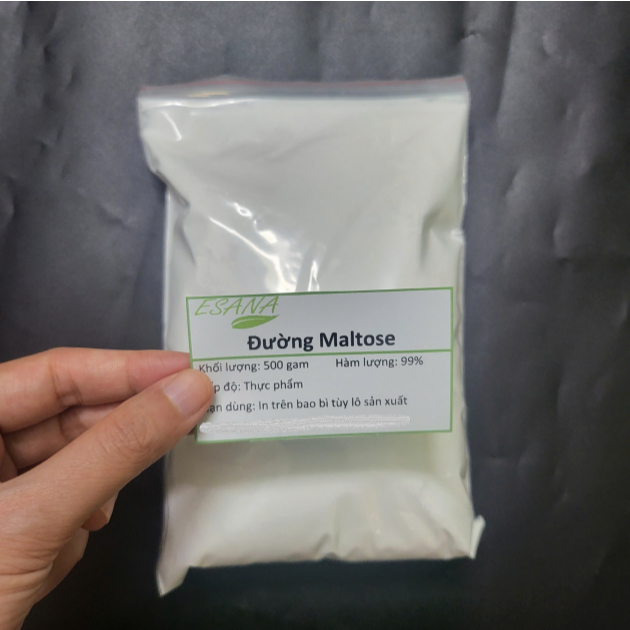 ESANA
Đường Maltose
Khối lượng: 500 gam Hàm lượng: 99%
độ: Thực phẩm
dùng: In trên bao bì tùy lô sản xuất